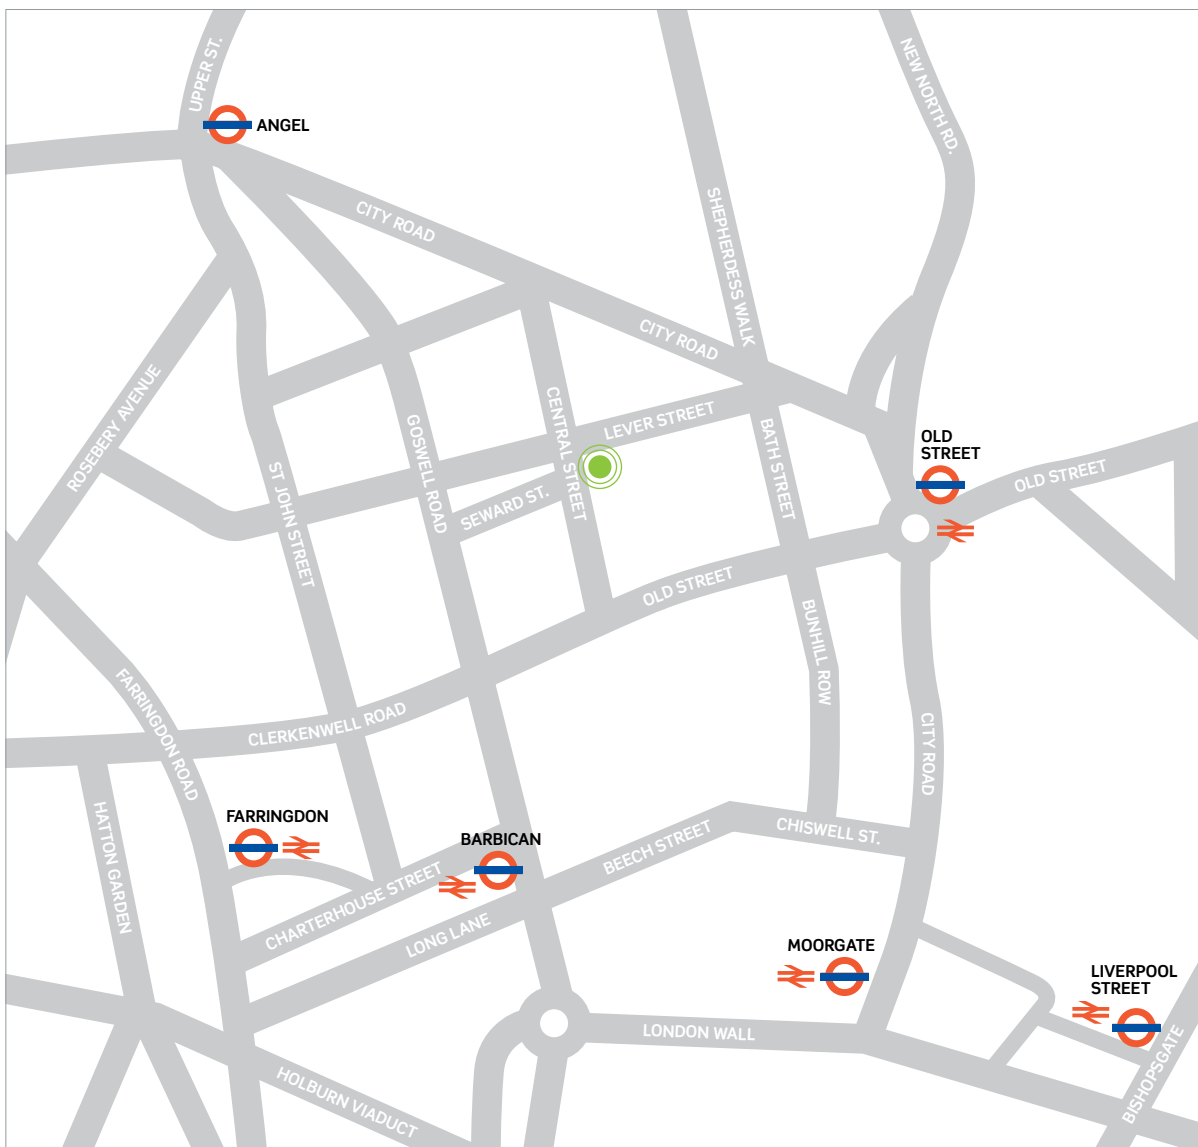 UPPER ST.
NEW NORTH RD.
ANGEL
CITY ROAD
SHEPHERDESS WALK
CITY ROAD
ROSEBERY AVENUE
CENTRAL STREET
LEVER STREET
GOSWELL ROAD
BATH STREET
OLD
STREET
ST JOHN STREET
SEWARD ST.
OLD STREET
OLD STREET
BUNHILL ROW
FARRINGDON ROAD
CLERKENWELL ROAD
CITY ROAD
HATTON GARDEN
FARRINGDON
BARBICAN
BEECH STREET
CHISWELL ST.
CHARTERHOUSE STREET
LONG LANE
MOORGATE
LIVERPOOL
STREET
LONDON WALL
BISHOPSGATE
HOLBURN VIADUCT